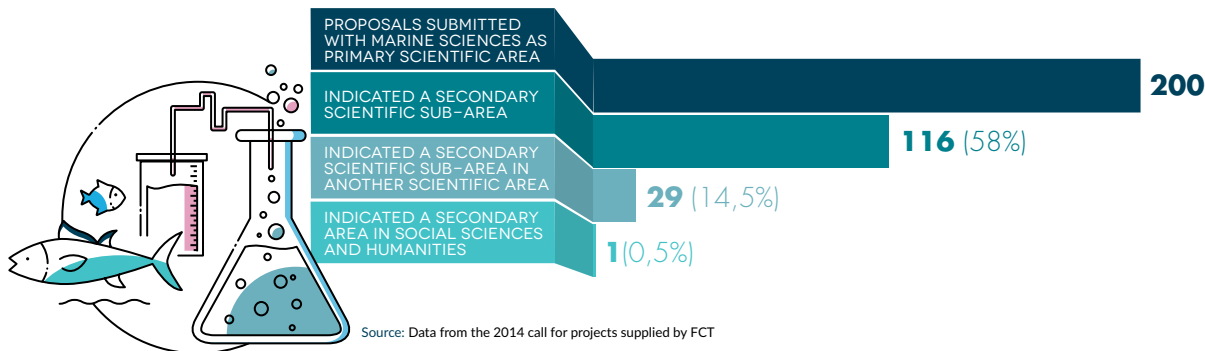 PROPOSALS SUBMITTED
WITH MARINE SCIENCES AS
PRIMARY SCIENTIFIC AREA
200
INDICATED A SECONDARY
SCIENTIFIC SUB-AREA
116 (58%)
INDICATED A SECONDARY
SCIENTIFIC SUB-AREA IN
ANOTHER SCIENTIFIC AREA
29 (14,5%)
INDICATED A SECONDARY
AREA IN SOCIAL SCIENCES
AND HUMANITIES
1(0,5%)
Source: Data from the 2014 call for projects supplied by FCT